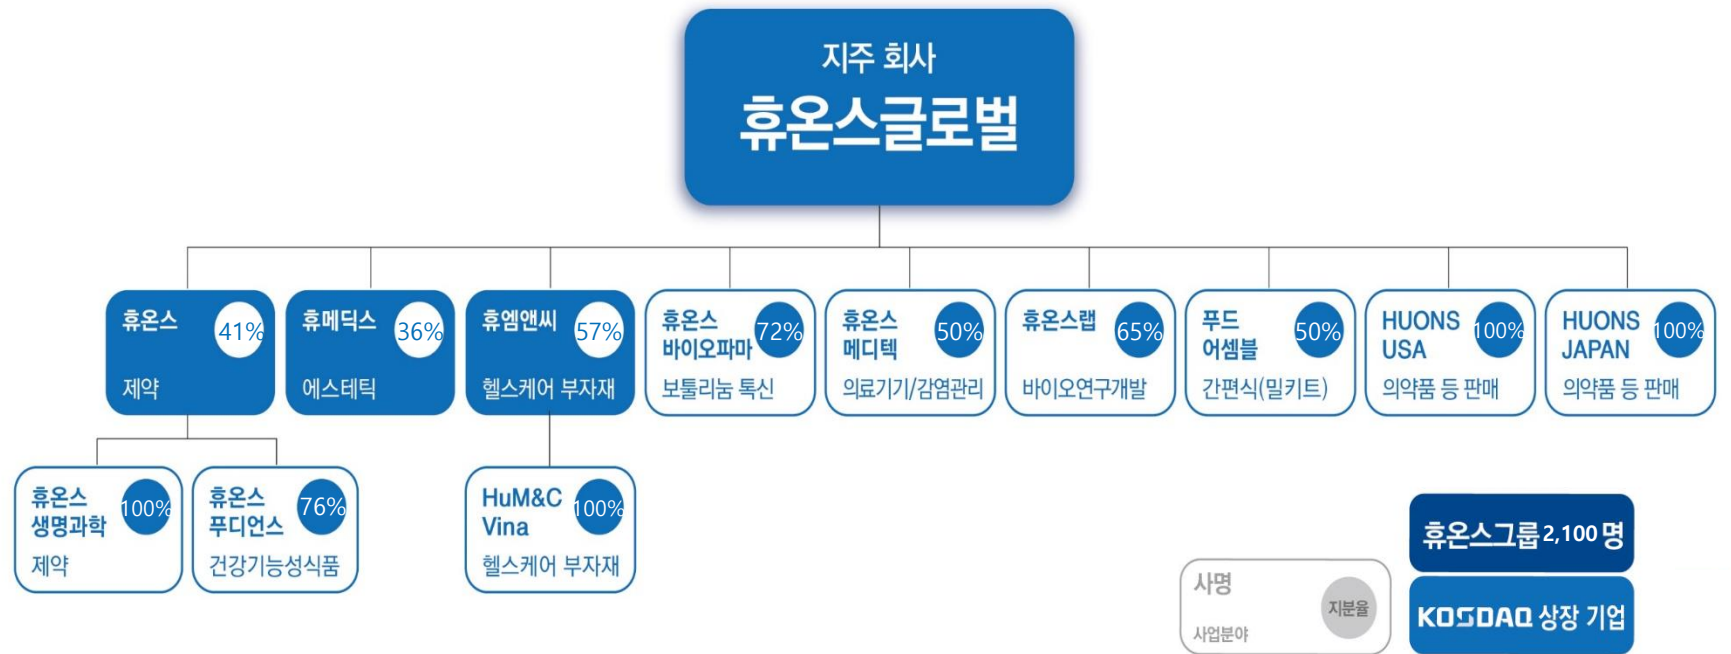 지주 회사
휴온스글로벌
휴온스
41%
제약
휴메딕스
36%
에스테틱
휴엠앤씨
57%
헬스케어 부자재
휴온스
바이오파마
72%
보툴리눔 톡신
휴온스
메디텍
50%
의료기기/감염관리
휴온스랩
65%
바이오연구개발
푸드
어셈블
50%
간편식(밀키트)
HUONS
USA
100%
의약품 등 판매
HUONS
JAPAN
100%
의약품 등 판매
휴온스
생명과학
100%
제약
휴온스
푸디언스
76%
건강기능성식품
HuM&C
Vina
100%
헬스케어 부자재
사명
지분율
사업분야
휴온스그룹 2,100 명
KOSDAQ 상장 기업